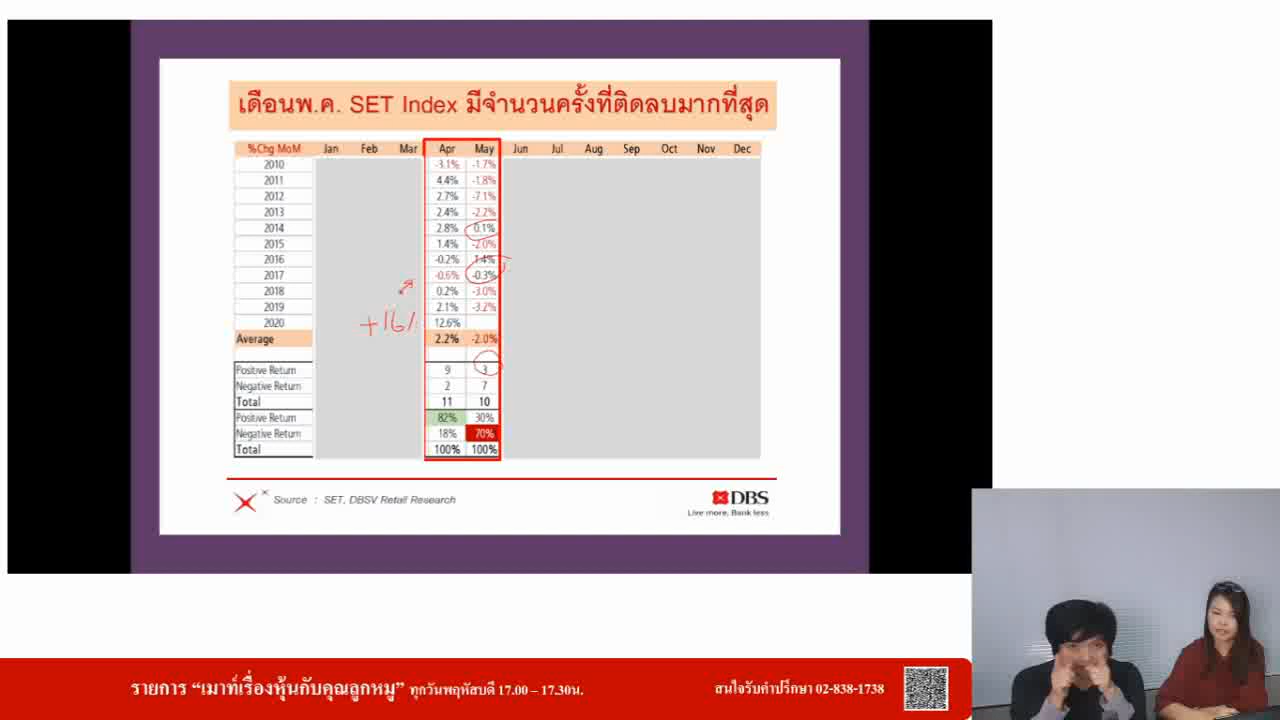 เดือนพ.ค. SET Index มีจำนวนครั้งที่ติดลบมากที่สุด
%Chg MoM Jan Feb Mar Apr May Jun Jul Aug Sep Oct Nov Dec
2010 -3.1% -1.7%
2011 4.4% -1.8%
2012 2.7% -7.1%
2013 2.4% -2.2%
2014 2.8% 0.1%
2015 1.4% -2.0%
2016 -0.2% 1.4%
2017 -0.6% -0.3%
2018 0.2% -3.0%
2019 2.1% -3.2%
2020 12.6%
+16%
Average 2.2% -2.0%
Positive Return 9 3
Negative Return 2 7
Total 11 10
Positive Return 82% 30%
Negative Return 18% 70%
Total 100% 100%
Source : SET, DBSV Retail Research
DBS
Live more, Bank less
รายการ “เมาท์เรื่องหุ้นกับคุณลูกหมู” ทุกวันพฤหัสบดี 17.00 – 17.30น.
สนใจรับคำปรึกษา 02-838-1738